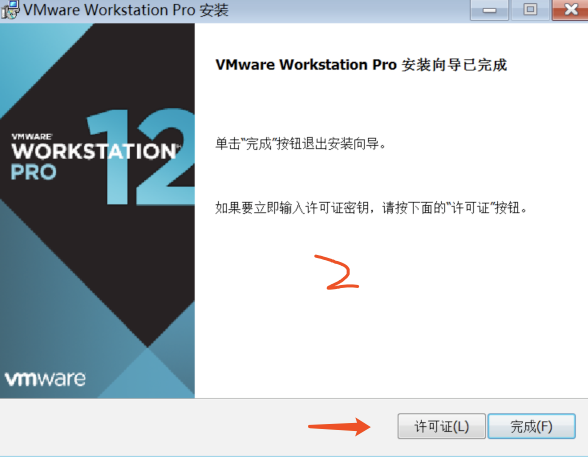 VMware Workstation Pro 安装
VMware Workstation Pro 安装向导已完成
VMWARE
WORKSTATION
PRO
12
单击“完成”按钮退出安装向导。
如果要立即输入许可证密钥，请按下面的“许可证”按钮。
2
vmware
许可证(L)
完成(F)